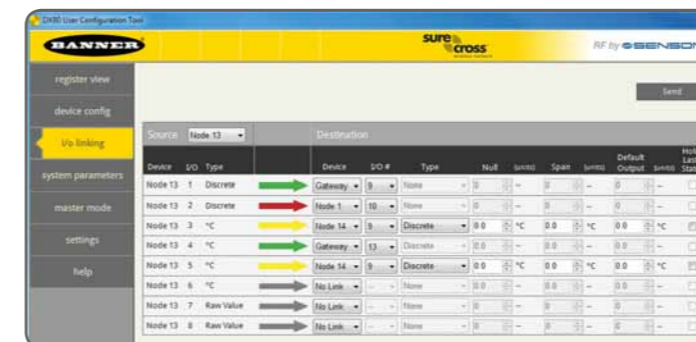 DX80 User Configuration Tool
BANNER
sure cross
RF by SENSON
register view
device config
i/o linking
system parameters
master mode
settings
help
Send
Source Node 13 Destination
Device I/O Type Device I/O # Type Null (units) Span (units) Default Output (units) Hold Last State
Node 13 1 Discrete Gateway 9 None 0 – 0 – 0 –
Node 13 2 Discrete Node 1 10 None 0 – 0 – 0 –
Node 13 3 °C Node 14 9 Discrete 0.0 °C 0.0 °C 0.0 °C
Node 13 4 °C Gateway 13 Discrete 0.0 – 0.0 – 0.0 –
Node 13 5 °C Node 14 9 Discrete 0.0 °C 0.0 °C 0.0 °C
Node 13 6 °C No Link -- None 0.0 – 0.0 – 0.0 –
Node 13 7 Raw Value No Link -- None 0 – 0 – 0 –
Node 13 8 Raw Value No Link -- None 0 – 0 – 0 –